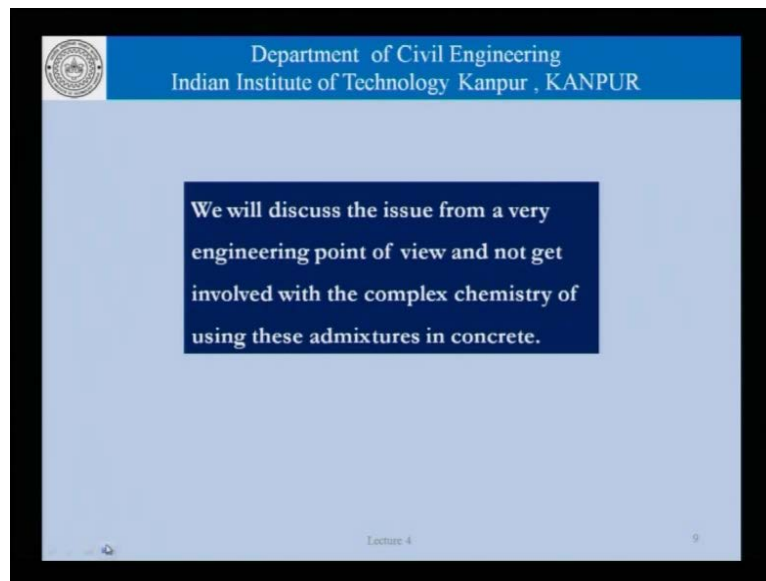 Department of Civil Engineering
Indian Institute of Technology Kanpur , KANPUR
We will discuss the issue from a very
engineering point of view and not get
involved with the complex chemistry of
using these admixtures in concrete.
Lecture 4
9